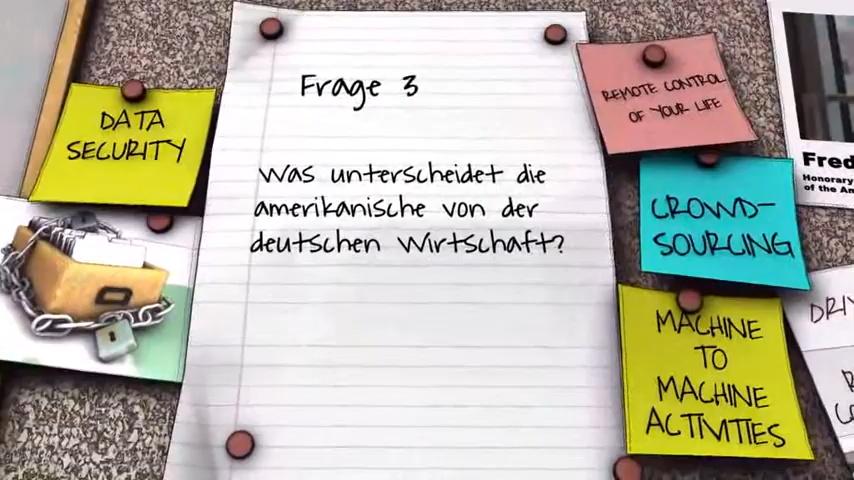 Frage 3
Was unterscheidet die
amerikanische von der
deutschen Wirtschaft?
DATA
SECURITY
REMOTE CONTROL
OF YOUR LIFE
CROWD-
SOURCING
MACHINE
TO
MACHINE
ACTIVITIES
Fred
Honorary
of the Am